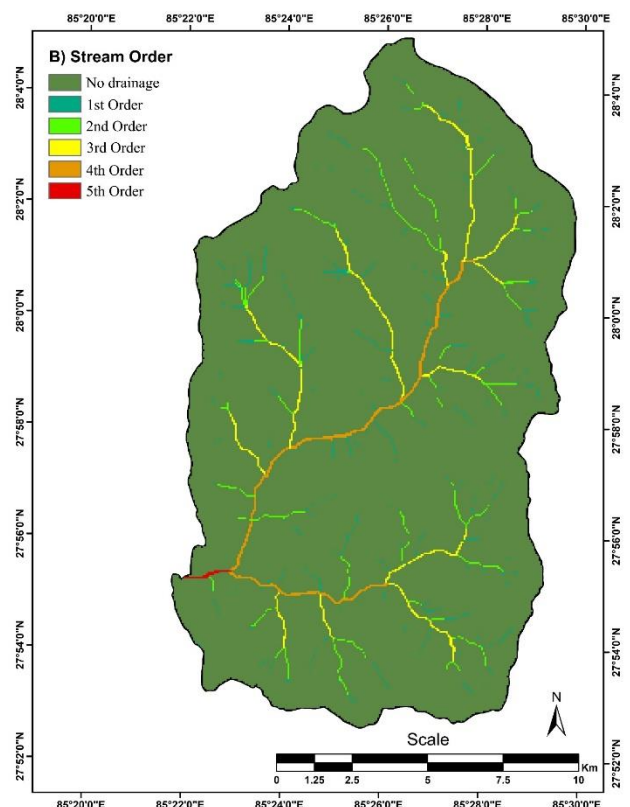 85°20'0"E 85°22'0"E 85°24'0"E 85°26'0"E 85°28'0"E 85°30'0"E
B) Stream Order
No drainage
1st Order
2nd Order
3rd Order
4th Order
5th Order
28°4'0"N 28°4'0"N
28°2'0"N 28°2'0"N
28°0'0"N 28°0'0"N
27°58'0"N 27°58'0"N
27°56'0"N 27°56'0"N
27°54'0"N 27°54'0"N
27°52'0"N 27°52'0"N
N
Scale
Km
0 1.25 2.5 5 7.5 10
85°20'0"E 85°22'0"E 85°24'0"E 85°26'0"E 85°28'0"E 85°30'0"E